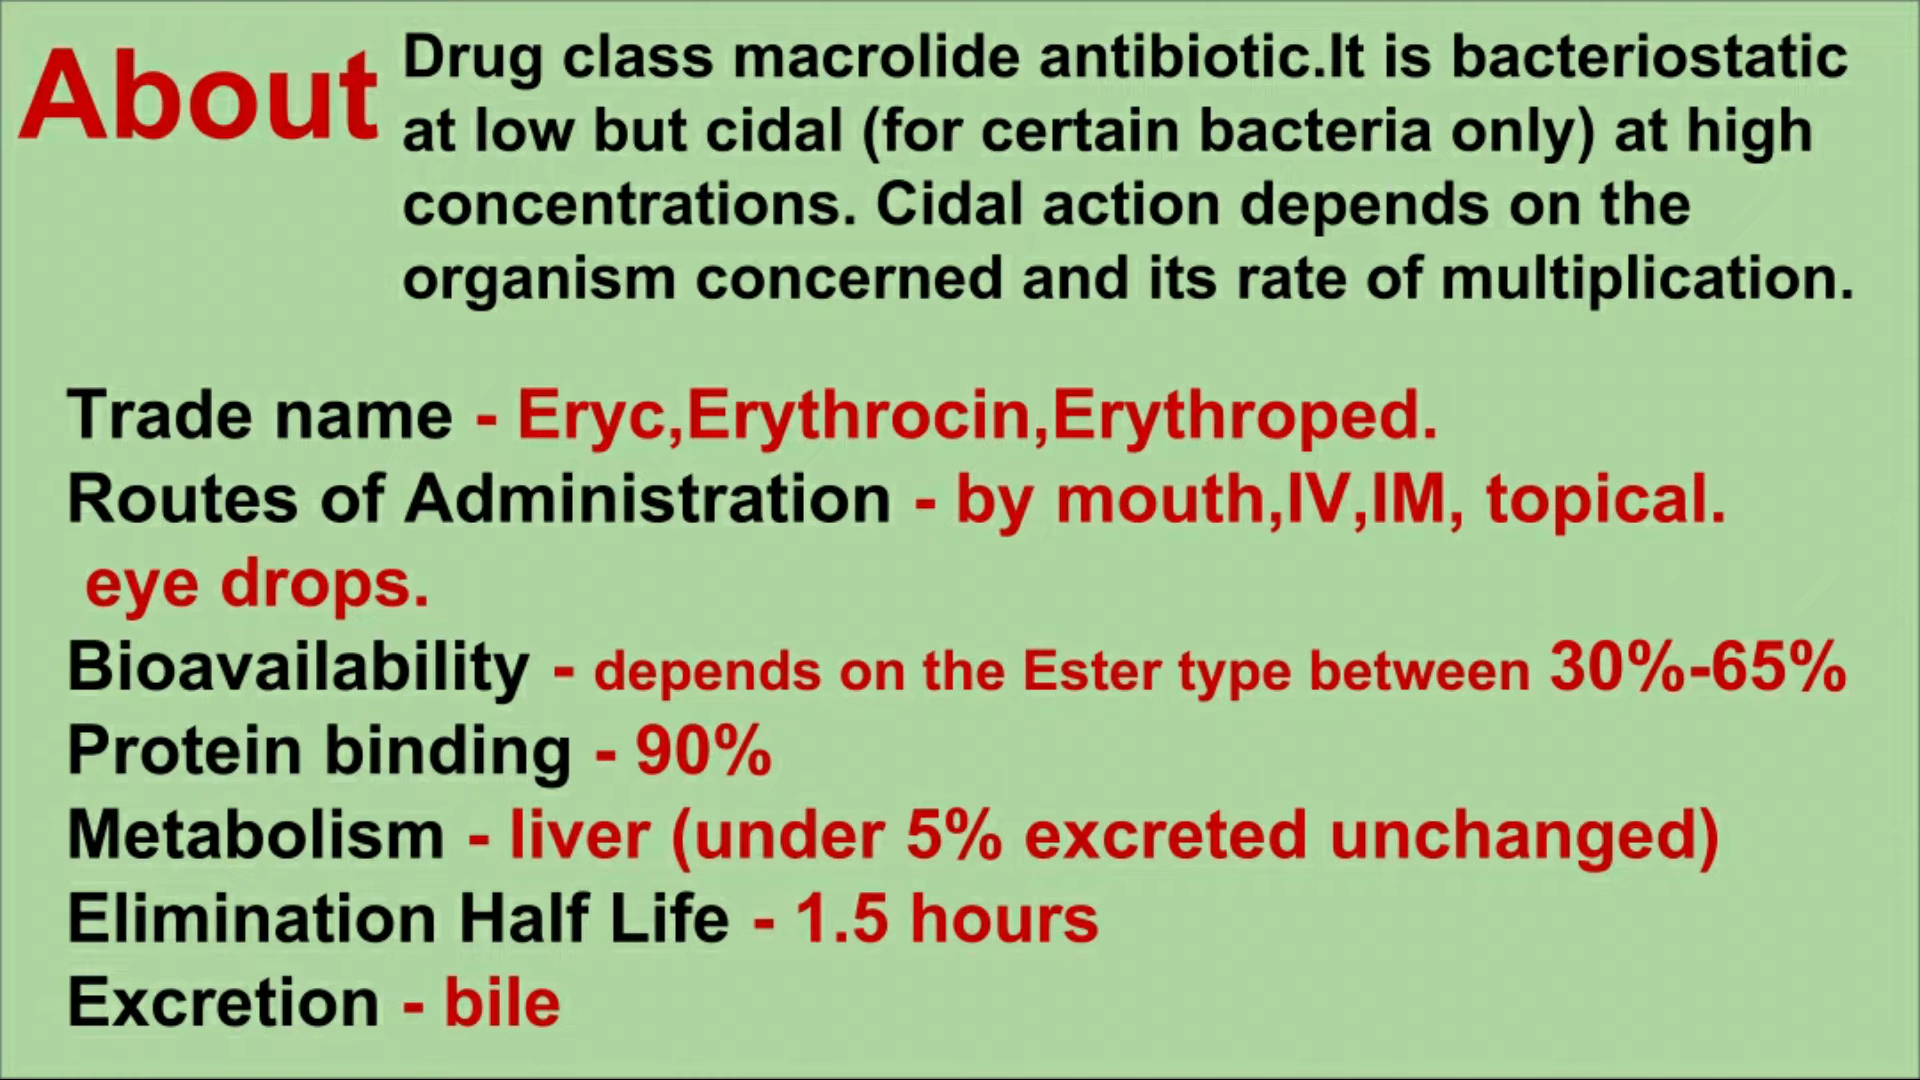 About
Drug class macrolide antibiotic.It is bacteriostatic
at low but cidal (for certain bacteria only) at high
concentrations. Cidal action depends on the
organism concerned and its rate of multiplication.
Trade name - Eryc,Erythrocin,Erythroped.
Routes of Administration - by mouth,IV,IM, topical.
eye drops.
Bioavailability - depends on the Ester type between 30%-65%
Protein binding - 90%
Metabolism - liver (under 5% excreted unchanged)
Elimination Half Life - 1.5 hours
Excretion - bile